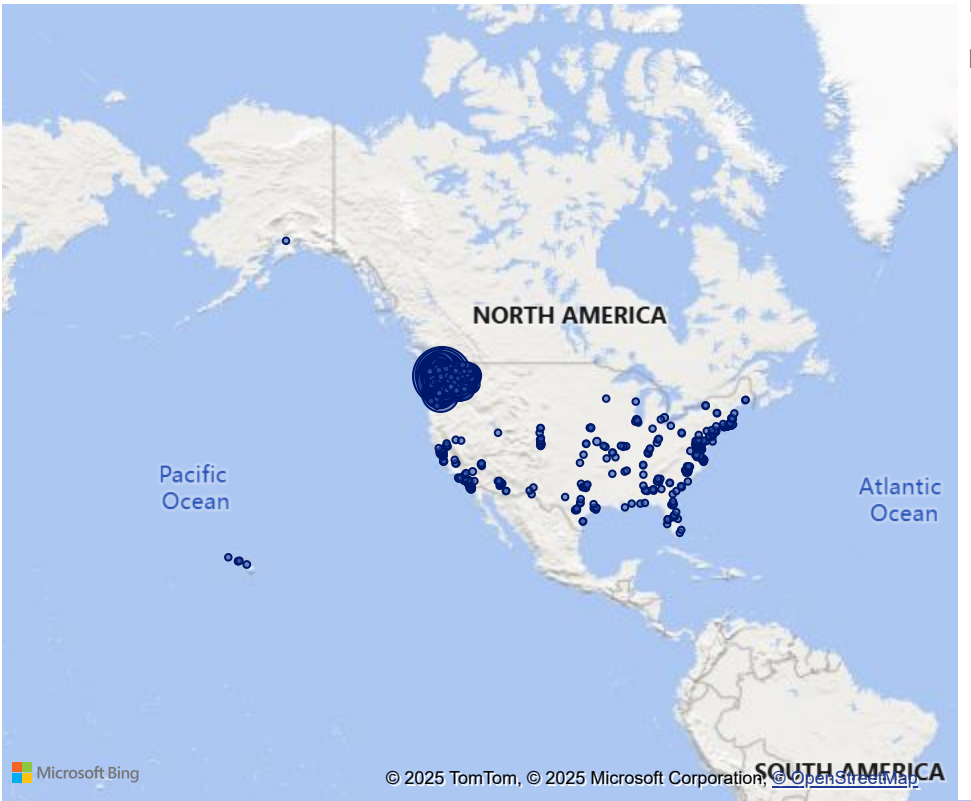 NORTH AMERICA
Pacific
Ocean
Atlantic
Ocean
SOUTH AMERICA
Microsoft Bing
© 2025 TomTom, © 2025 Microsoft Corporation, © OpenStreetMap